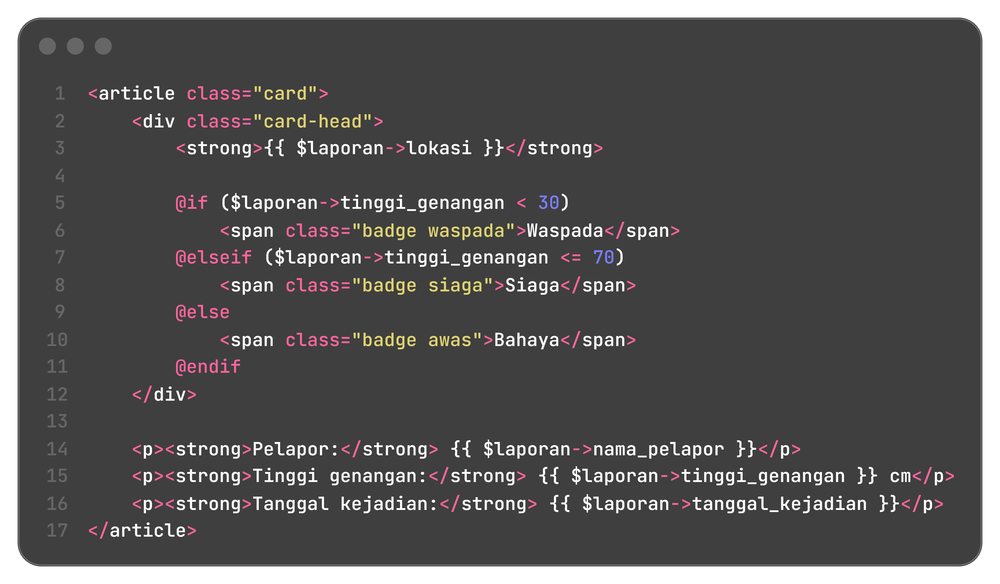 1 <article class="card">
2     <div class="card-head">
3         <strong>{{ $laporan->lokasi }}</strong>
4
5         @if ($laporan->tinggi_genangan < 30)
6             <span class="badge waspada">Waspada</span>
7         @elseif ($laporan->tinggi_genangan <= 70)
8             <span class="badge siaga">Siaga</span>
9         @else
10             <span class="badge awas">Bahaya</span>
11         @endif
12     </div>
13
14     <p><strong>Pelapor:</strong> {{ $laporan->nama_pelapor }}</p>
15     <p><strong>Tinggi genangan:</strong> {{ $laporan->tinggi_genangan }} cm</p>
16     <p><strong>Tanggal kejadian:</strong> {{ $laporan->tanggal_kejadian }}</p>
17 </article>